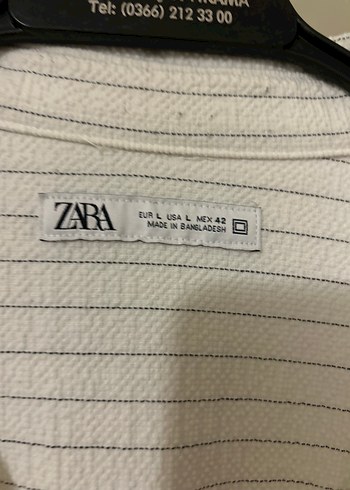 Tel: (0366) 212 33 00
ZARA
EUR L USA L MEX 42
MADE IN BANGLADESH